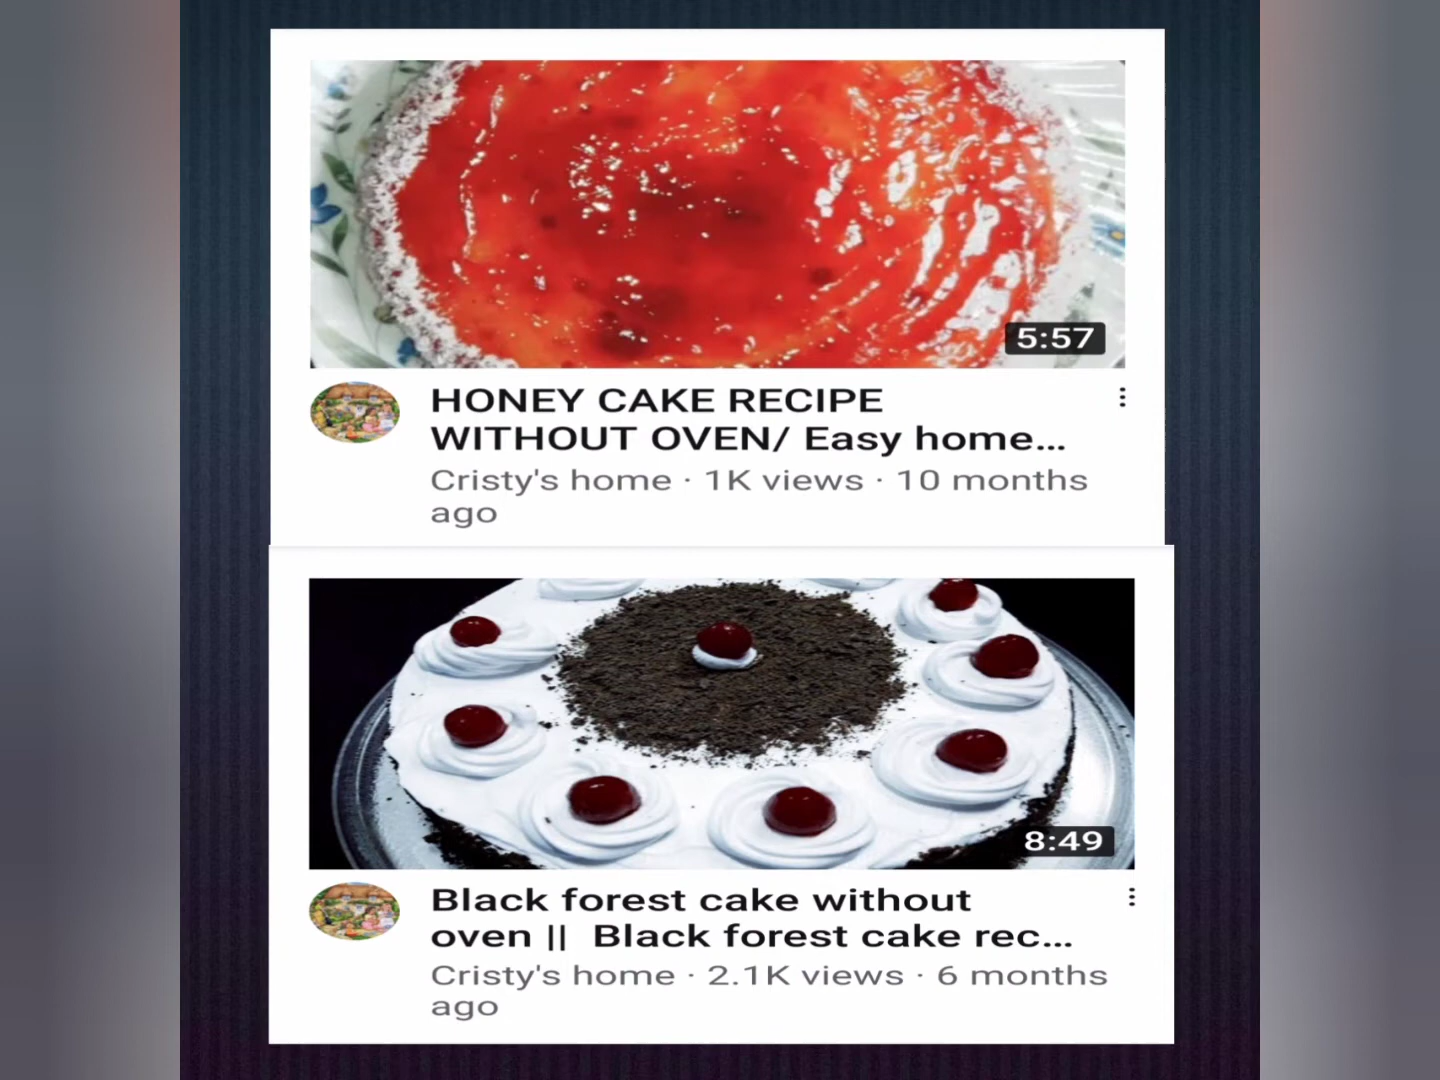 5:57
HONEY CAKE RECIPE
WITHOUT OVEN/ Easy home...
Cristy's home · 1K views · 10 months
ago
8:49
Black forest cake without
oven || Black forest cake rec...
Cristy's home · 2.1K views · 6 months
ago